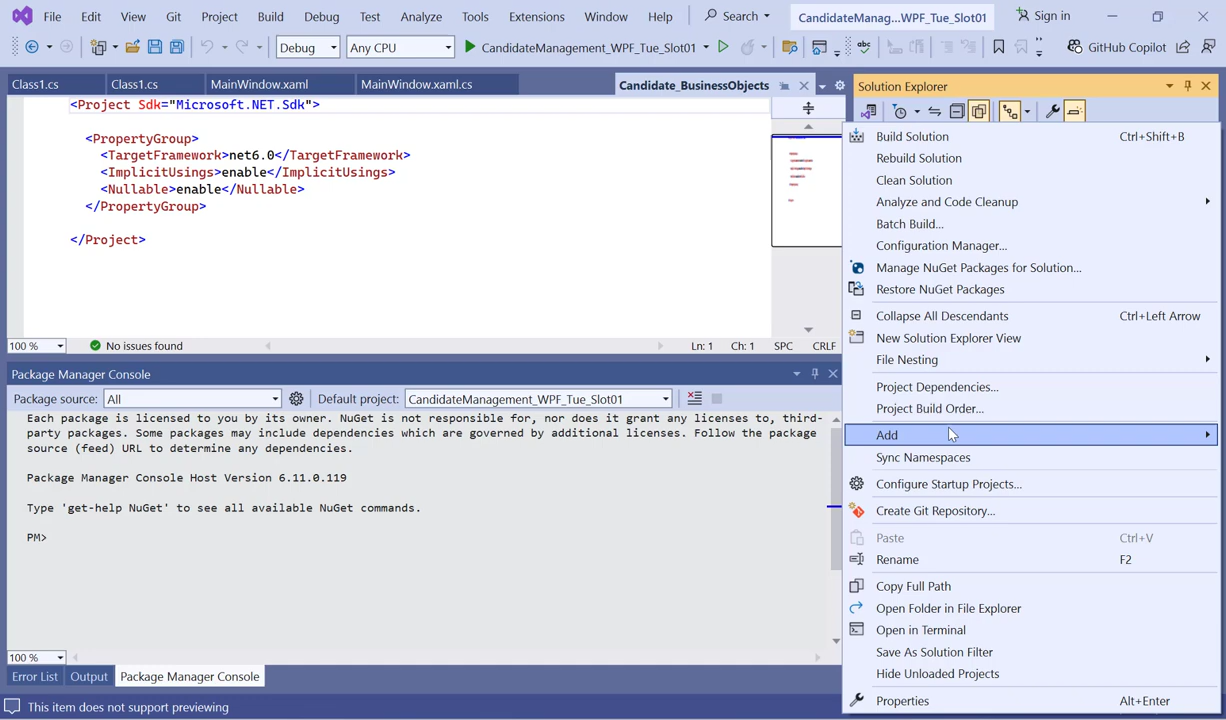 File Edit View Git Project Build Debug Test Analyze Tools Extensions Window Help Search CandidateManag...WPF_Tue_Slot01 Sign in
Debug Any CPU CandidateManagement_WPF_Tue_Slot01 GitHub Copilot
Class1.cs Class1.cs MainWindow.xaml MainWindow.xaml.cs Candidate_BusinessObjects
<Project Sdk="Microsoft.NET.Sdk">
<PropertyGroup>
<TargetFramework>net6.0</TargetFramework>
<ImplicitUsings>enable</ImplicitUsings>
<Nullable>enable</Nullable>
</PropertyGroup>
</Project>
100 % No issues found Ln: 1 Ch: 1 SPC CRLF
Package Manager Console
Package source: All Default project: CandidateManagement_WPF_Tue_Slot01
Each package is licensed to you by its owner. NuGet is not responsible for, nor does it grant any licenses to, third-
party packages. Some packages may include dependencies which are governed by additional licenses. Follow the package
source (feed) URL to determine any dependencies.
Package Manager Console Host Version 6.11.0.119
Type 'get-help NuGet' to see all available NuGet commands.
PM>
100 %
Error List Output Package Manager Console
This item does not support previewing
Solution Explorer
Build Solution Ctrl+Shift+B
Rebuild Solution
Clean Solution
Analyze and Code Cleanup
Batch Build...
Configuration Manager...
Manage NuGet Packages for Solution...
Restore NuGet Packages
Collapse All Descendants Ctrl+Left Arrow
New Solution Explorer View
File Nesting
Project Dependencies...
Project Build Order...
Add
Sync Namespaces
Configure Startup Projects...
Create Git Repository...
Paste Ctrl+V
Rename F2
Copy Full Path
Open Folder in File Explorer
Open in Terminal
Save As Solution Filter
Hide Unloaded Projects
Properties Alt+Enter